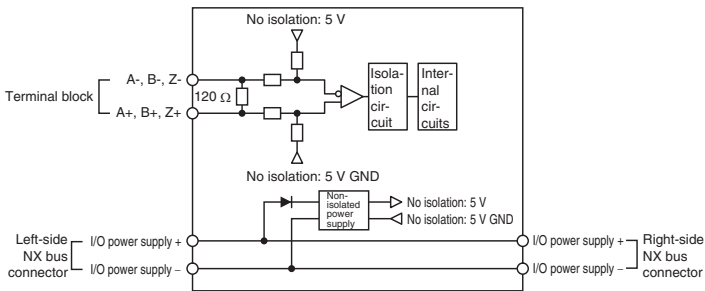 No isolation: 5 V
Terminal block
A-, B-, Z-
120 Ω
A+, B+, Z+
Isola-
tion
cir-
cuit
Inter-
nal
cir-
cuits
No isolation: 5 V GND
Non-
isolated
power
supply
No isolation: 5 V
No isolation: 5 V GND
Left-side
NX bus
connector
I/O power supply +
I/O power supply –
I/O power supply +
I/O power supply –
Right-side
NX bus
connector